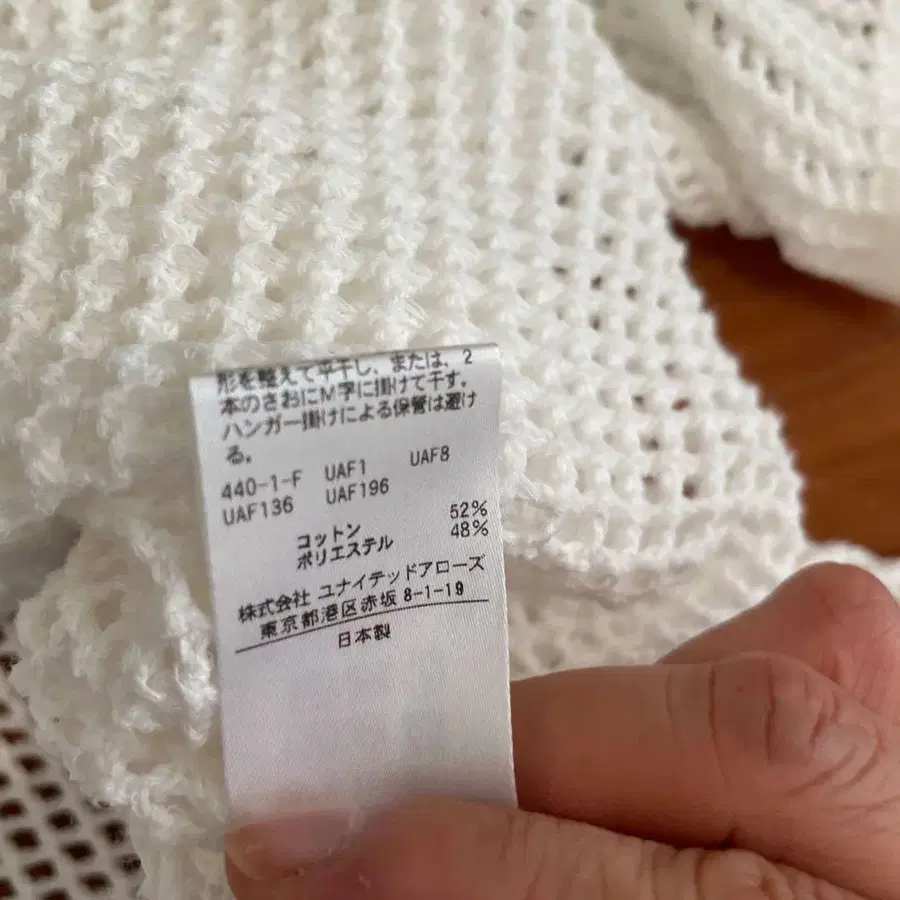 形を整えて平干し、または、2
本のさおにM字に掛けて干す。
ハンガー掛けによる保管は避け
る。
440-1-F UAF1 UAF8
UAF136 UAF196
コットン 52%
ポリエステル 48%
株式会社 ユナイテッドアローズ
東京都港区赤坂 8-1-19
日本製